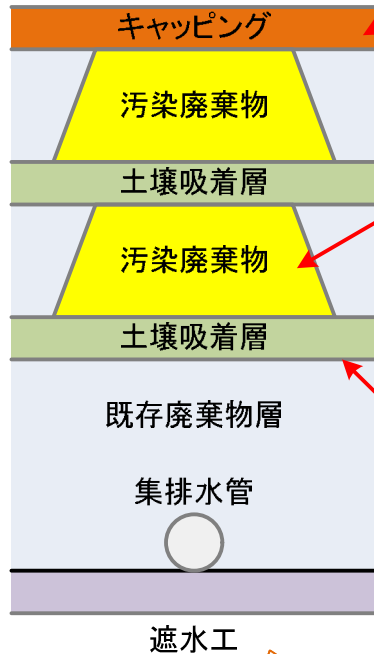 キャッピング
汚染廃棄物
土壌吸着層
汚染廃棄物
土壌吸着層
既存廃棄物層
集排水管
遮水工